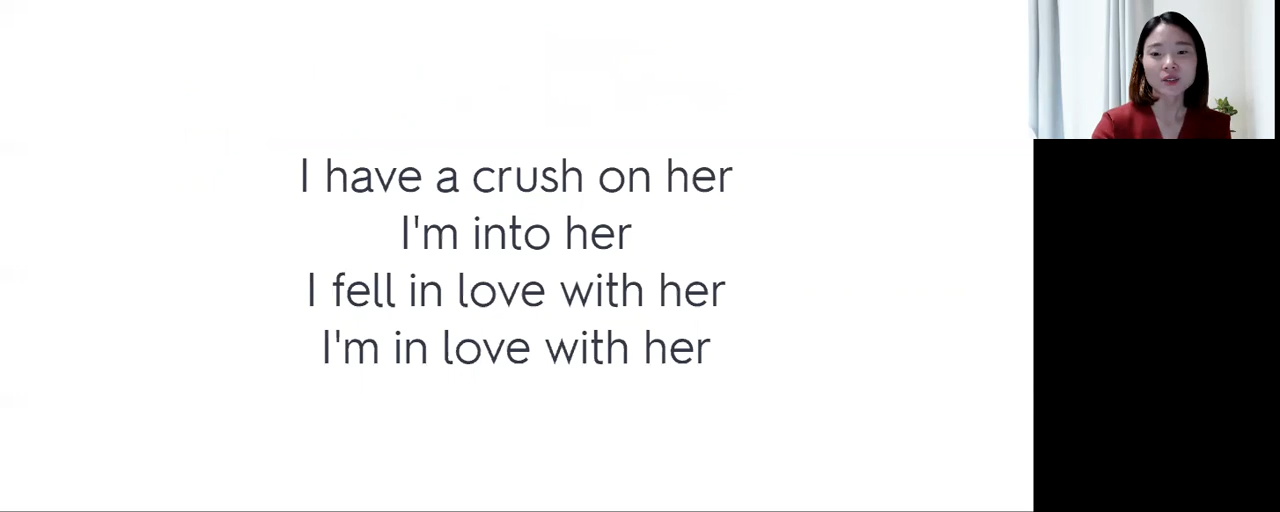 I have a crush on her
I'm into her
I fell in love with her
I'm in love with her